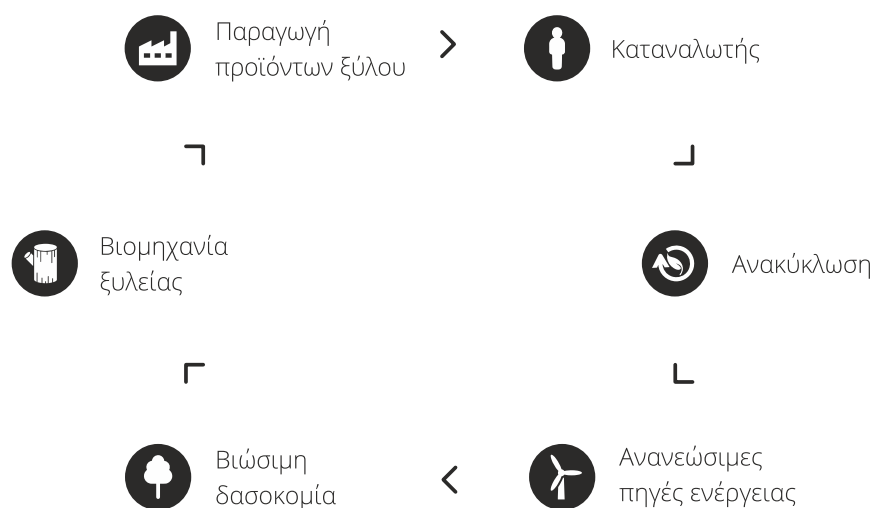 Παραγωγή
προϊόντων ξύλου
Καταναλωτής
Βιομηχανία
ξυλείας
Ανακύκλωση
Βιώσιμη
δασοκομία
Ανανεώσιμες
πηγές ενέργειας